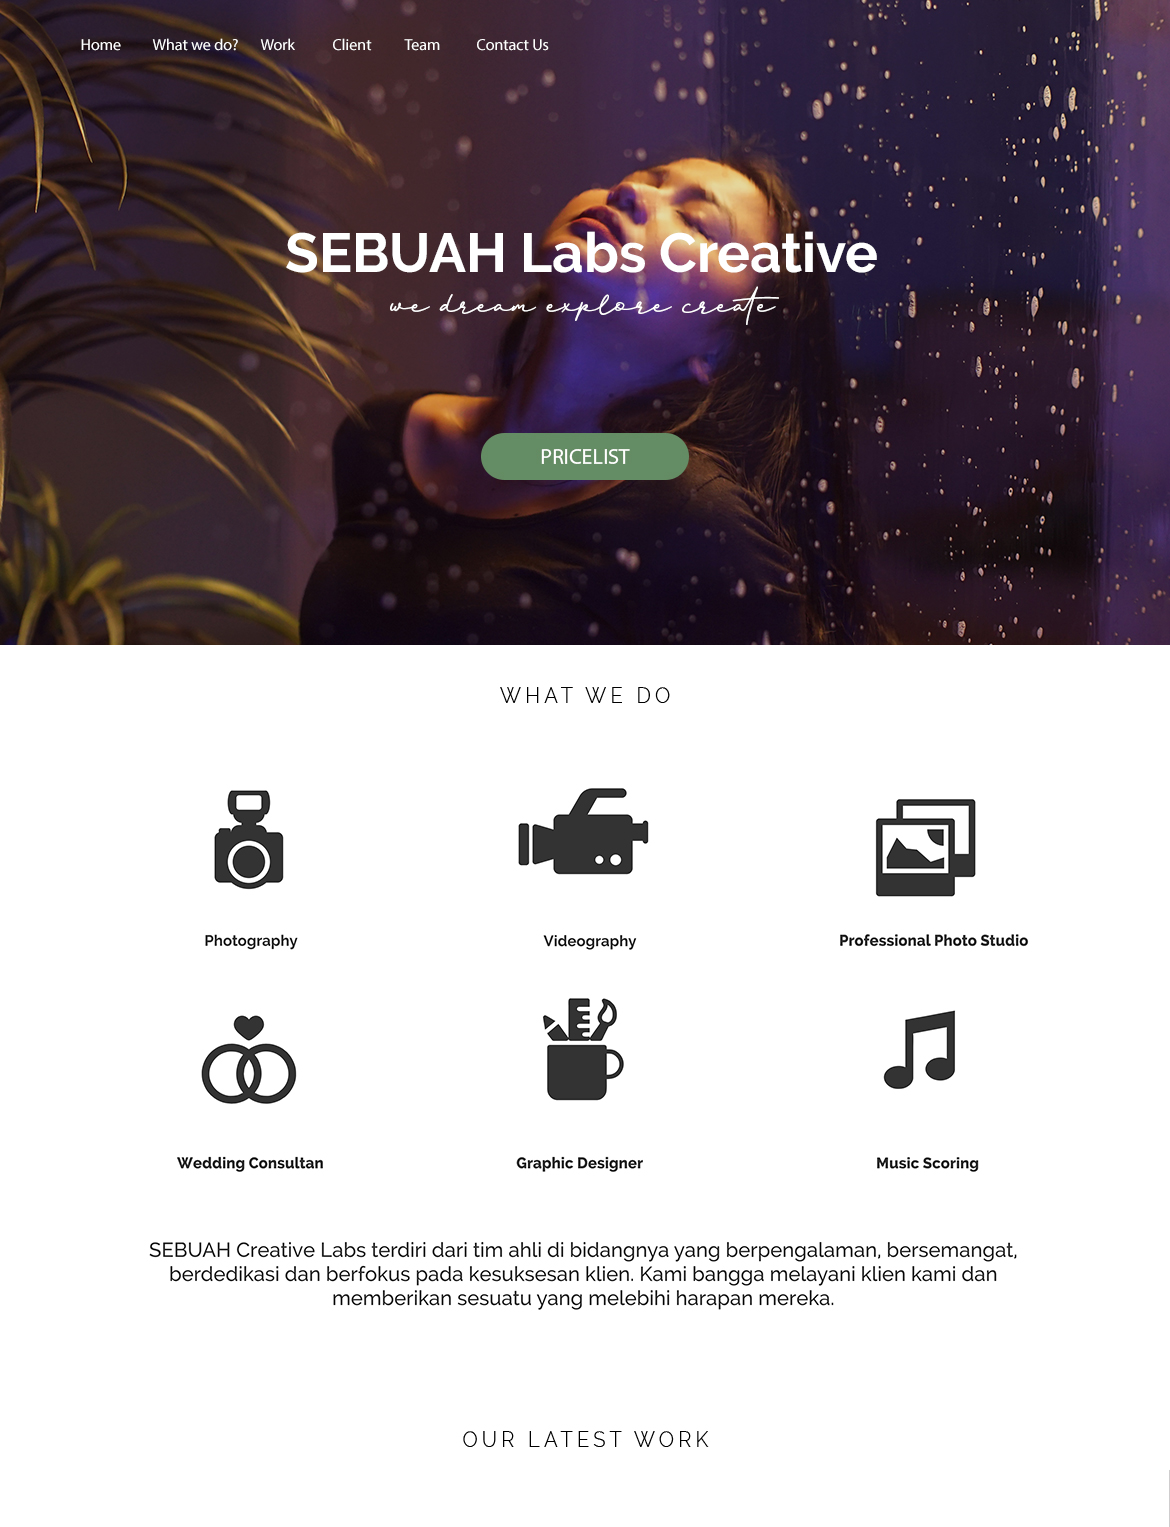 Home What we do? Work Client Team Contact Us
SEBUAH Labs Creative
we dream explore create
PRICELIST
WHAT WE DO
Photography Videography Professional Photo Studio
Wedding Consultan Graphic Designer Music Scoring
SEBUAH Creative Labs terdiri dari tim ahli di bidangnya yang berpengalaman, bersemangat,
berdedikasi dan berfokus pada kesuksesan klien. Kami bangga melayani klien kami dan
memberikan sesuatu yang melebihi harapan mereka.
OUR LATEST WORK